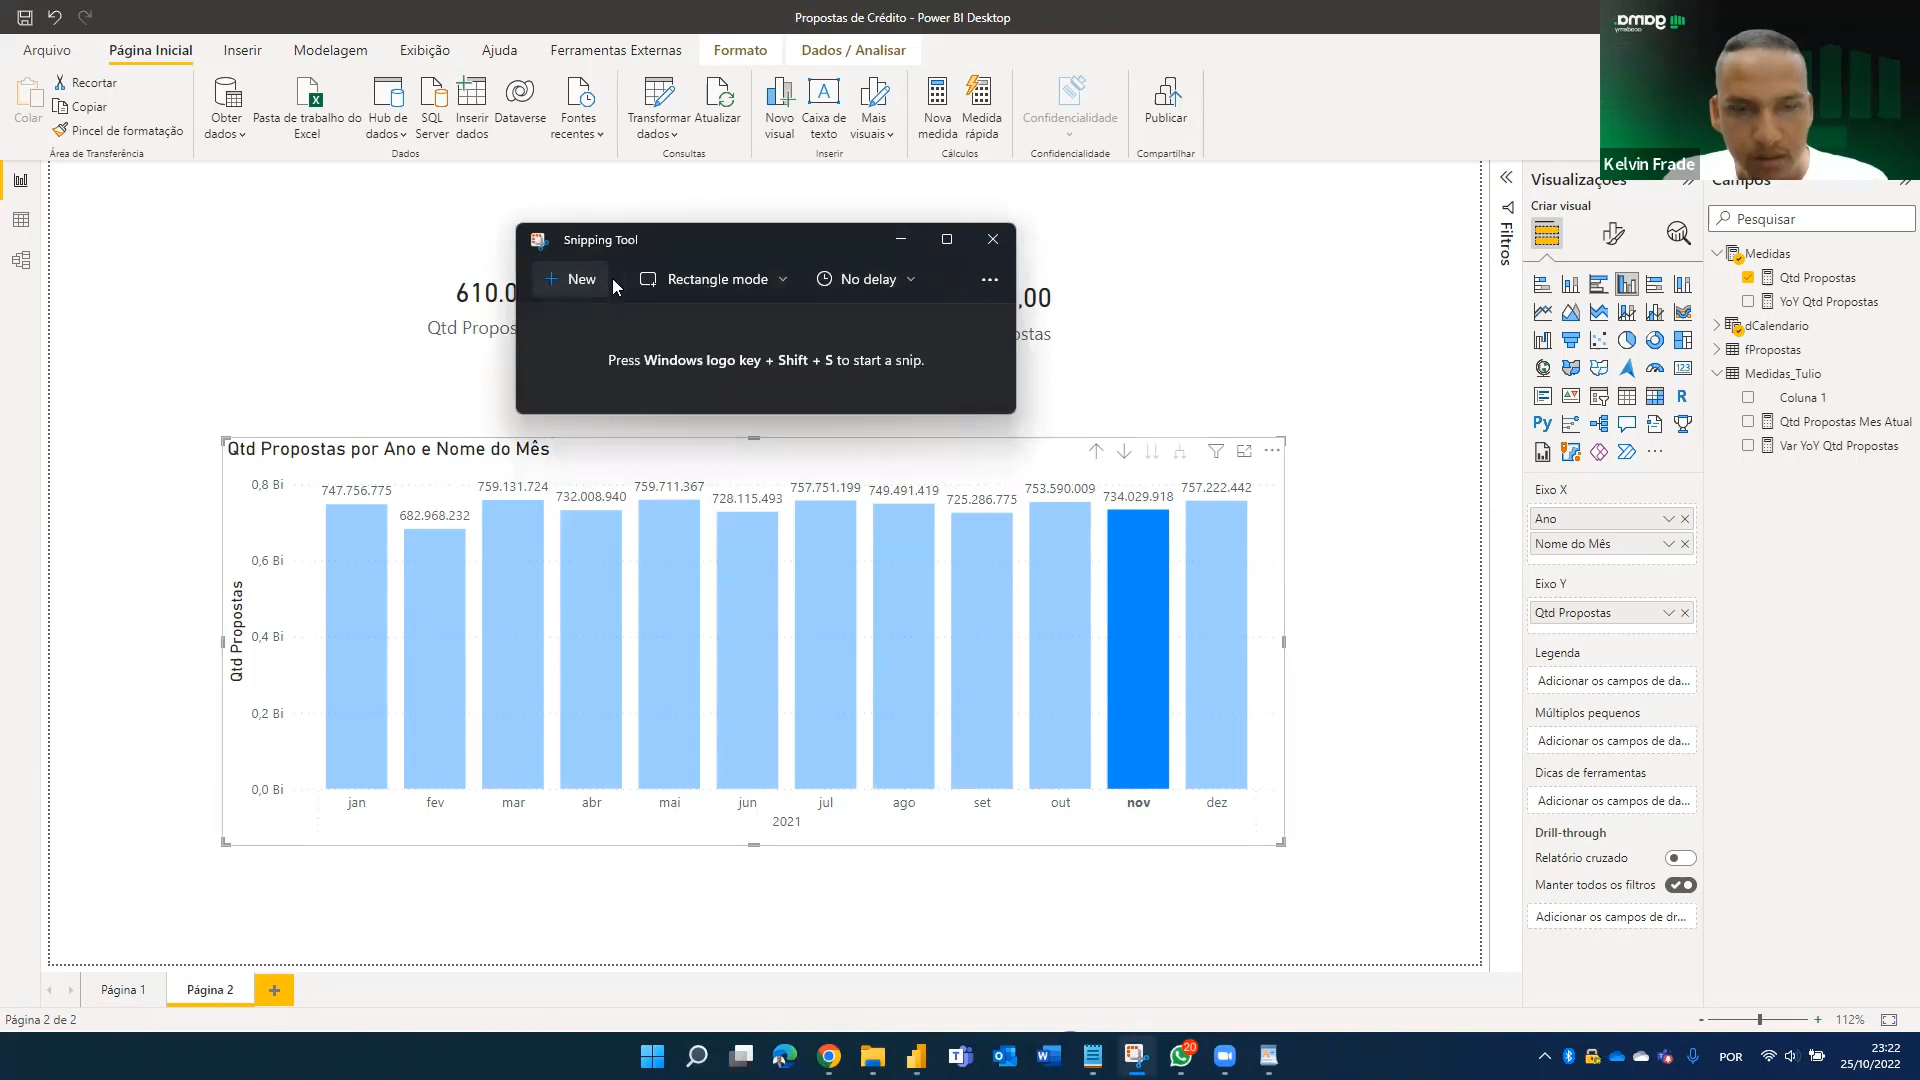 Propostas de Crédito - Power BI Desktop
Arquivo
Página Inicial
Inserir
Modelagem
Exibição
Ajuda
Ferramentas Externas
Formato
Dados / Analisar
Colar
Recortar
Copiar
Pincel de formatação
Área de Transferência
Obter dados
Pasta de trabalho do Excel
Hub de dados
SQL Server
Inserir dados
Dataverse
Fontes recentes
Dados
Transformar dados
Atualizar
Consultas
Novo visual
Caixa de texto
Mais visuais
Inserir
Nova medida
Medida rápida
Cálculos
Confidencialidade
Confidencialidade
Publicar
Compartilhar
Kelvin Frade
610.0
Qtd Propos
,00
ostas
Snipping Tool
New
Rectangle mode
No delay
Press Windows logo key + Shift + S to start a snip.
Qtd Propostas por Ano e Nome do Mês
Qtd Propostas
0,8 Bi
0,6 Bi
0,4 Bi
0,2 Bi
0,0 Bi
747.756.775
682.968.232
759.131.724
732.008.940
759.711.367
728.115.493
757.751.199
749.491.419
725.286.775
753.590.009
734.029.918
757.222.442
jan
fev
mar
abr
mai
jun
jul
ago
set
out
nov
dez
2021
Filtros
Visualizações
Criar visual
123
R
Py
Eixo X
Ano
Nome do Mês
Eixo Y
Qtd Propostas
Legenda
Adicionar os campos de da...
Múltiplos pequenos
Adicionar os campos de da...
Dicas de ferramentas
Adicionar os campos de da...
Drill-through
Relatório cruzado
Manter todos os filtros
Adicionar os campos de dr...
Campos
Pesquisar
Medidas
Qtd Propostas
YoY Qtd Propostas
dCalendario
fPropostas
Medidas_Tulio
Coluna 1
Qtd Propostas Mes Atual
Var YoY Qtd Propostas
Página 1
Página 2
Página 2 de 2
112%
20
POR
23:22
25/10/2022